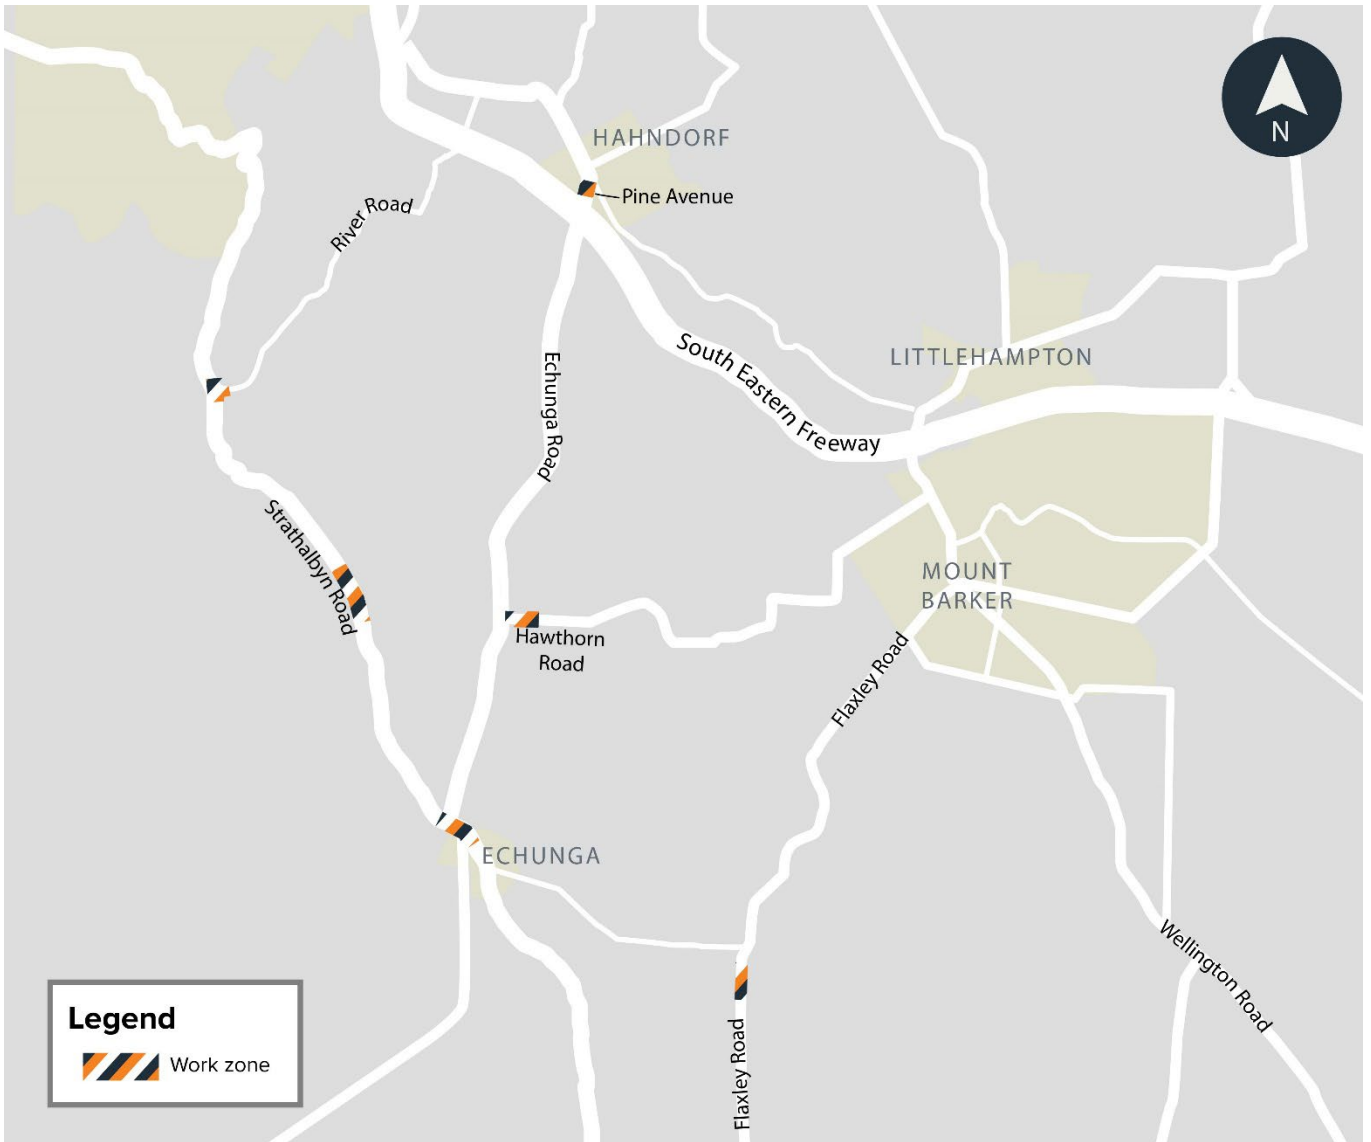 N
HAHNDORF
Pine Avenue
River Road
South Eastern Freeway
LITTLEHAMPTON
Echunga Road
Strathalbyn Road
MOUNT
BARKER
Hawthorn
Road
Flaxley Road
ECHUNGA
Wellington Road
Flaxley Road
Legend
Work zone